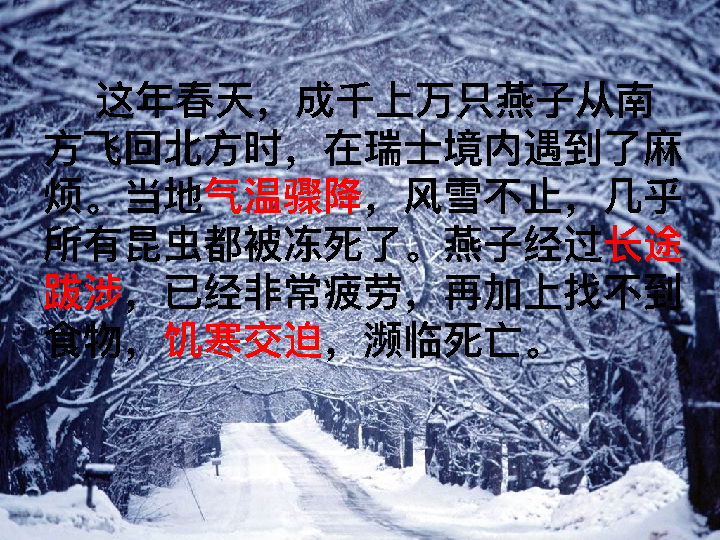 这年春天，成千上万只燕子从南
方飞回北方时，在瑞士境内遇到了麻
烦。当地气温骤降，风雪不止，几乎
所有昆虫都被冻死了。燕子经过长途
跋涉，已经非常疲劳，再加上找不到
食物，饥寒交迫，濒临死亡。